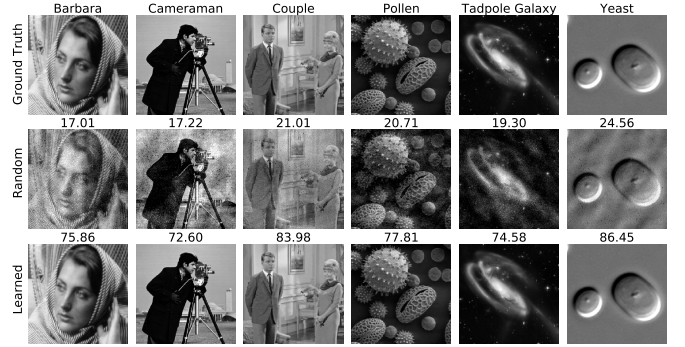 Barbara Cameraman Couple Pollen Tadpole Galaxy Yeast
Ground Truth
17.01 17.22 21.01 20.71 19.30 24.56
Random
75.86 72.60 83.98 77.81 74.58 86.45
Learned